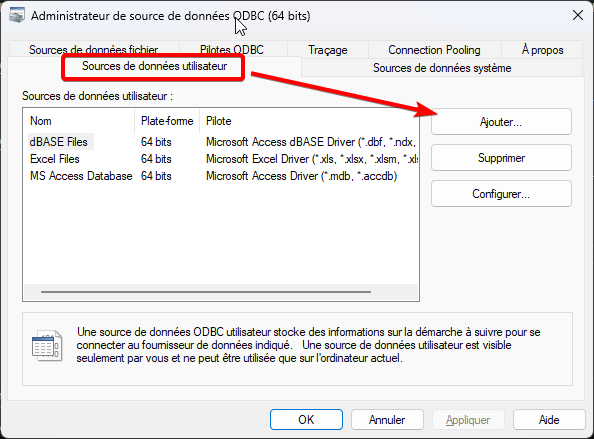 Administrateur de source de données ODBC (64 bits)
Sources de données fichier
Pilotes ODBC
Traçage
Connection Pooling
À propos
Sources de données utilisateur
Sources de données système
Sources de données utilisateur :
Nom Plate-forme Pilote
dBASE Files 64 bits Microsoft Access dBASE Driver (*.dbf, *.ndx,
Excel Files 64 bits Microsoft Excel Driver (*.xls, *.xlsx, *.xlsm, *.xls
MS Access Database 64 bits Microsoft Access Driver (*.mdb, *.accdb)
Ajouter...
Supprimer
Configurer...
Une source de données ODBC utilisateur stocke des informations sur la démarche à suivre pour se
connecter au fournisseur de données indiqué. Une source de données utilisateur est visible
seulement par vous et ne peut être utilisée que sur l'ordinateur actuel.
OK
Annuler
Appliquer
Aide